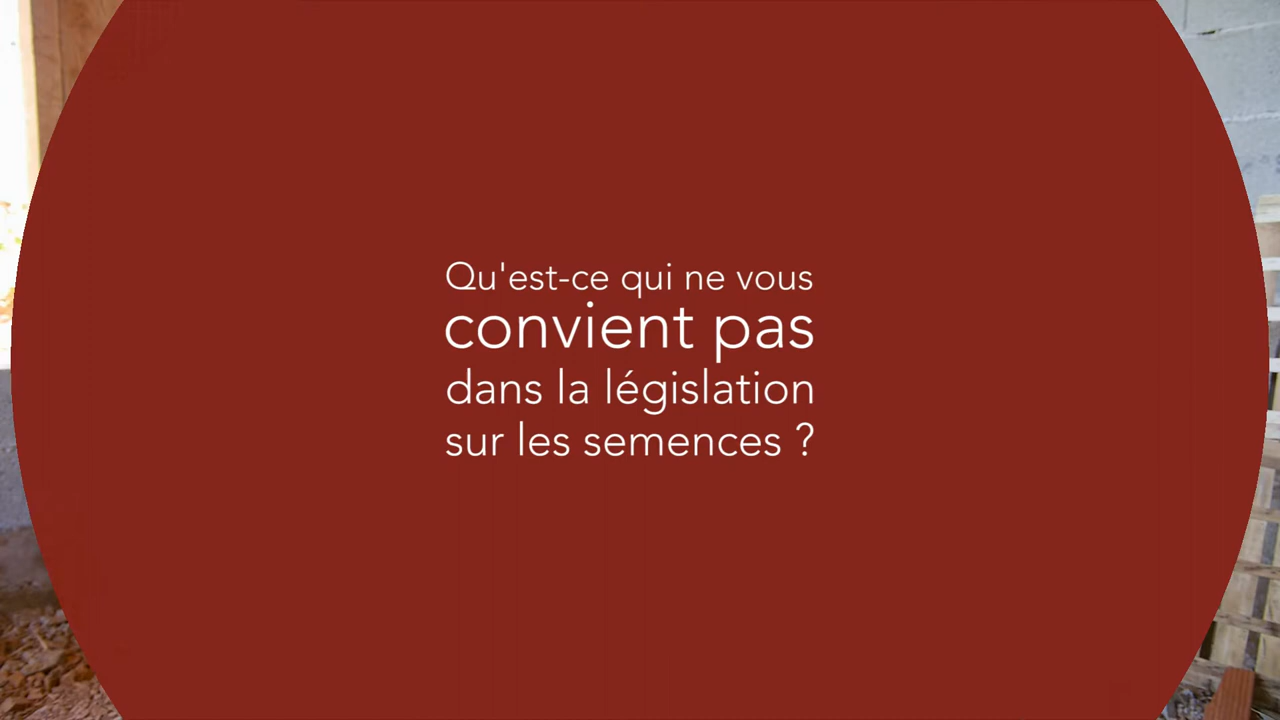 Qu'est-ce qui ne vous
convient pas
dans la législation
sur les semences ?